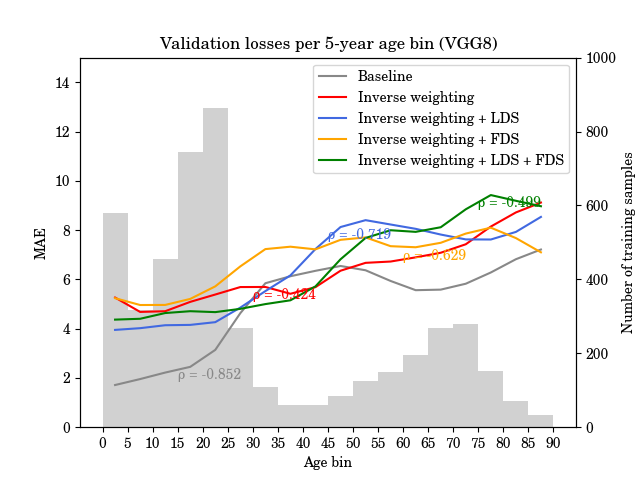 Validation losses per 5-year age bin (VGG8)
Baseline
Inverse weighting
Inverse weighting + LDS
Inverse weighting + FDS
Inverse weighting + LDS + FDS
MAE
14
12
10
8
6
4
2
0
1000
800
600
400
200
0
Number of training samples
ρ = -0.499
ρ = -0.719
ρ = -0.629
ρ = -0.424
ρ = -0.852
0 5 10 15 20 25 30 35 40 45 50 55 60 65 70 75 80 85 90
Age bin